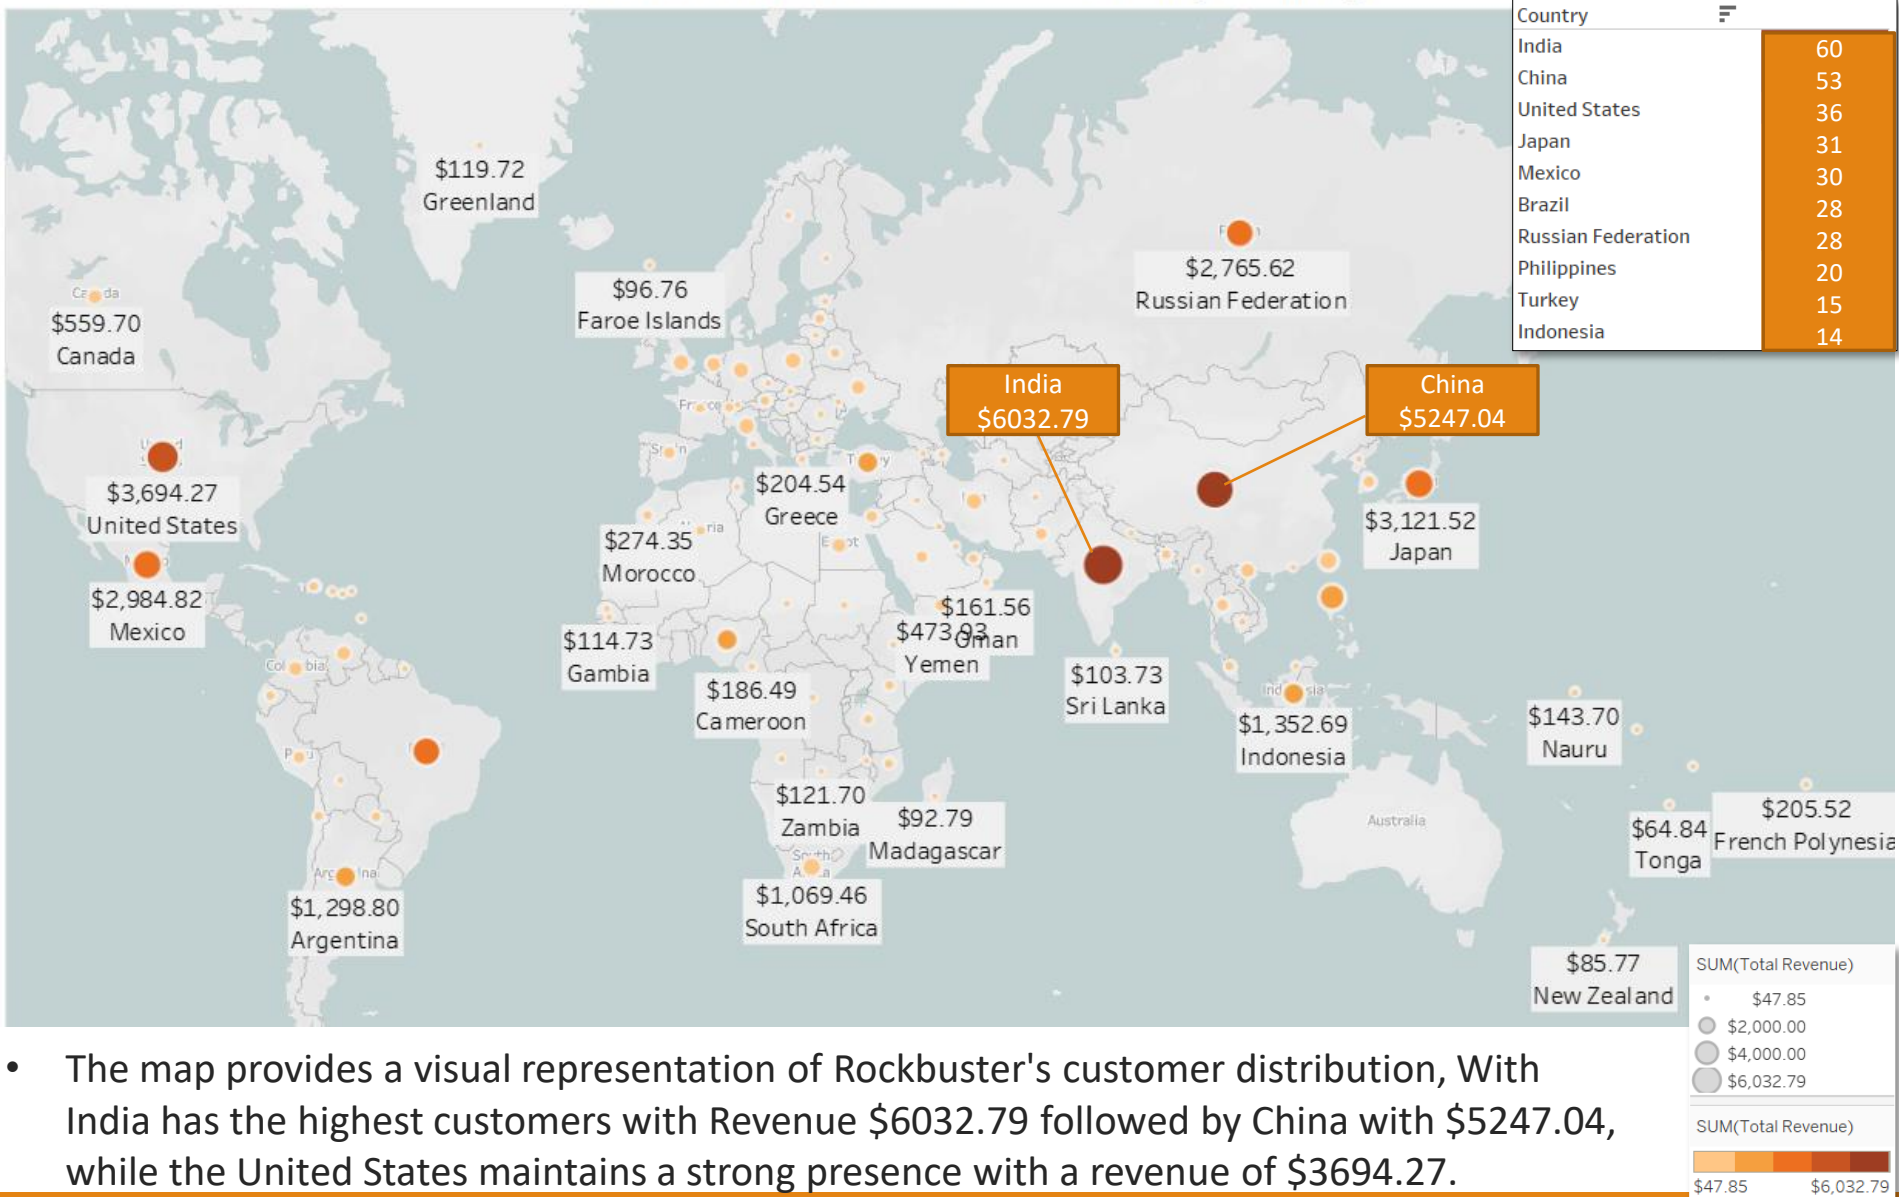 Country
India 60
China 53
United States 36
Japan 31
Mexico 30
Brazil 28
Russian Federation 28
Philippines 20
Turkey 15
Indonesia 14
$119.72
Greenland
$2,765.62
Russian Federation
$96.76
Faroe Islands
$559.70
Canada
India
$6032.79
China
$5247.04
$3,694.27
United States
$204.54
Greece
$3,121.52
Japan
$274.35
Morocco
$2,984.82
Mexico
$161.56
Oman
$473.93
Yemen
$114.73
Gambia
$186.49
Cameroon
$103.73
Sri Lanka
$1,352.69
Indonesia
$143.70
Nauru
$121.70
Zambia
$92.79
Madagascar
Australia
$64.84
Tonga
$205.52
French Polynesia
$1,298.80
Argentina
$1,069.46
South Africa
$85.77
New Zealand
SUM(Total Revenue)
$47.85
$2,000.00
$4,000.00
$6,032.79
SUM(Total Revenue)
$47.85 $6,032.79
• The map provides a visual representation of Rockbuster's customer distribution, With
India has the highest customers with Revenue $6032.79 followed by China with $5247.04,
while the United States maintains a strong presence with a revenue of $3694.27.